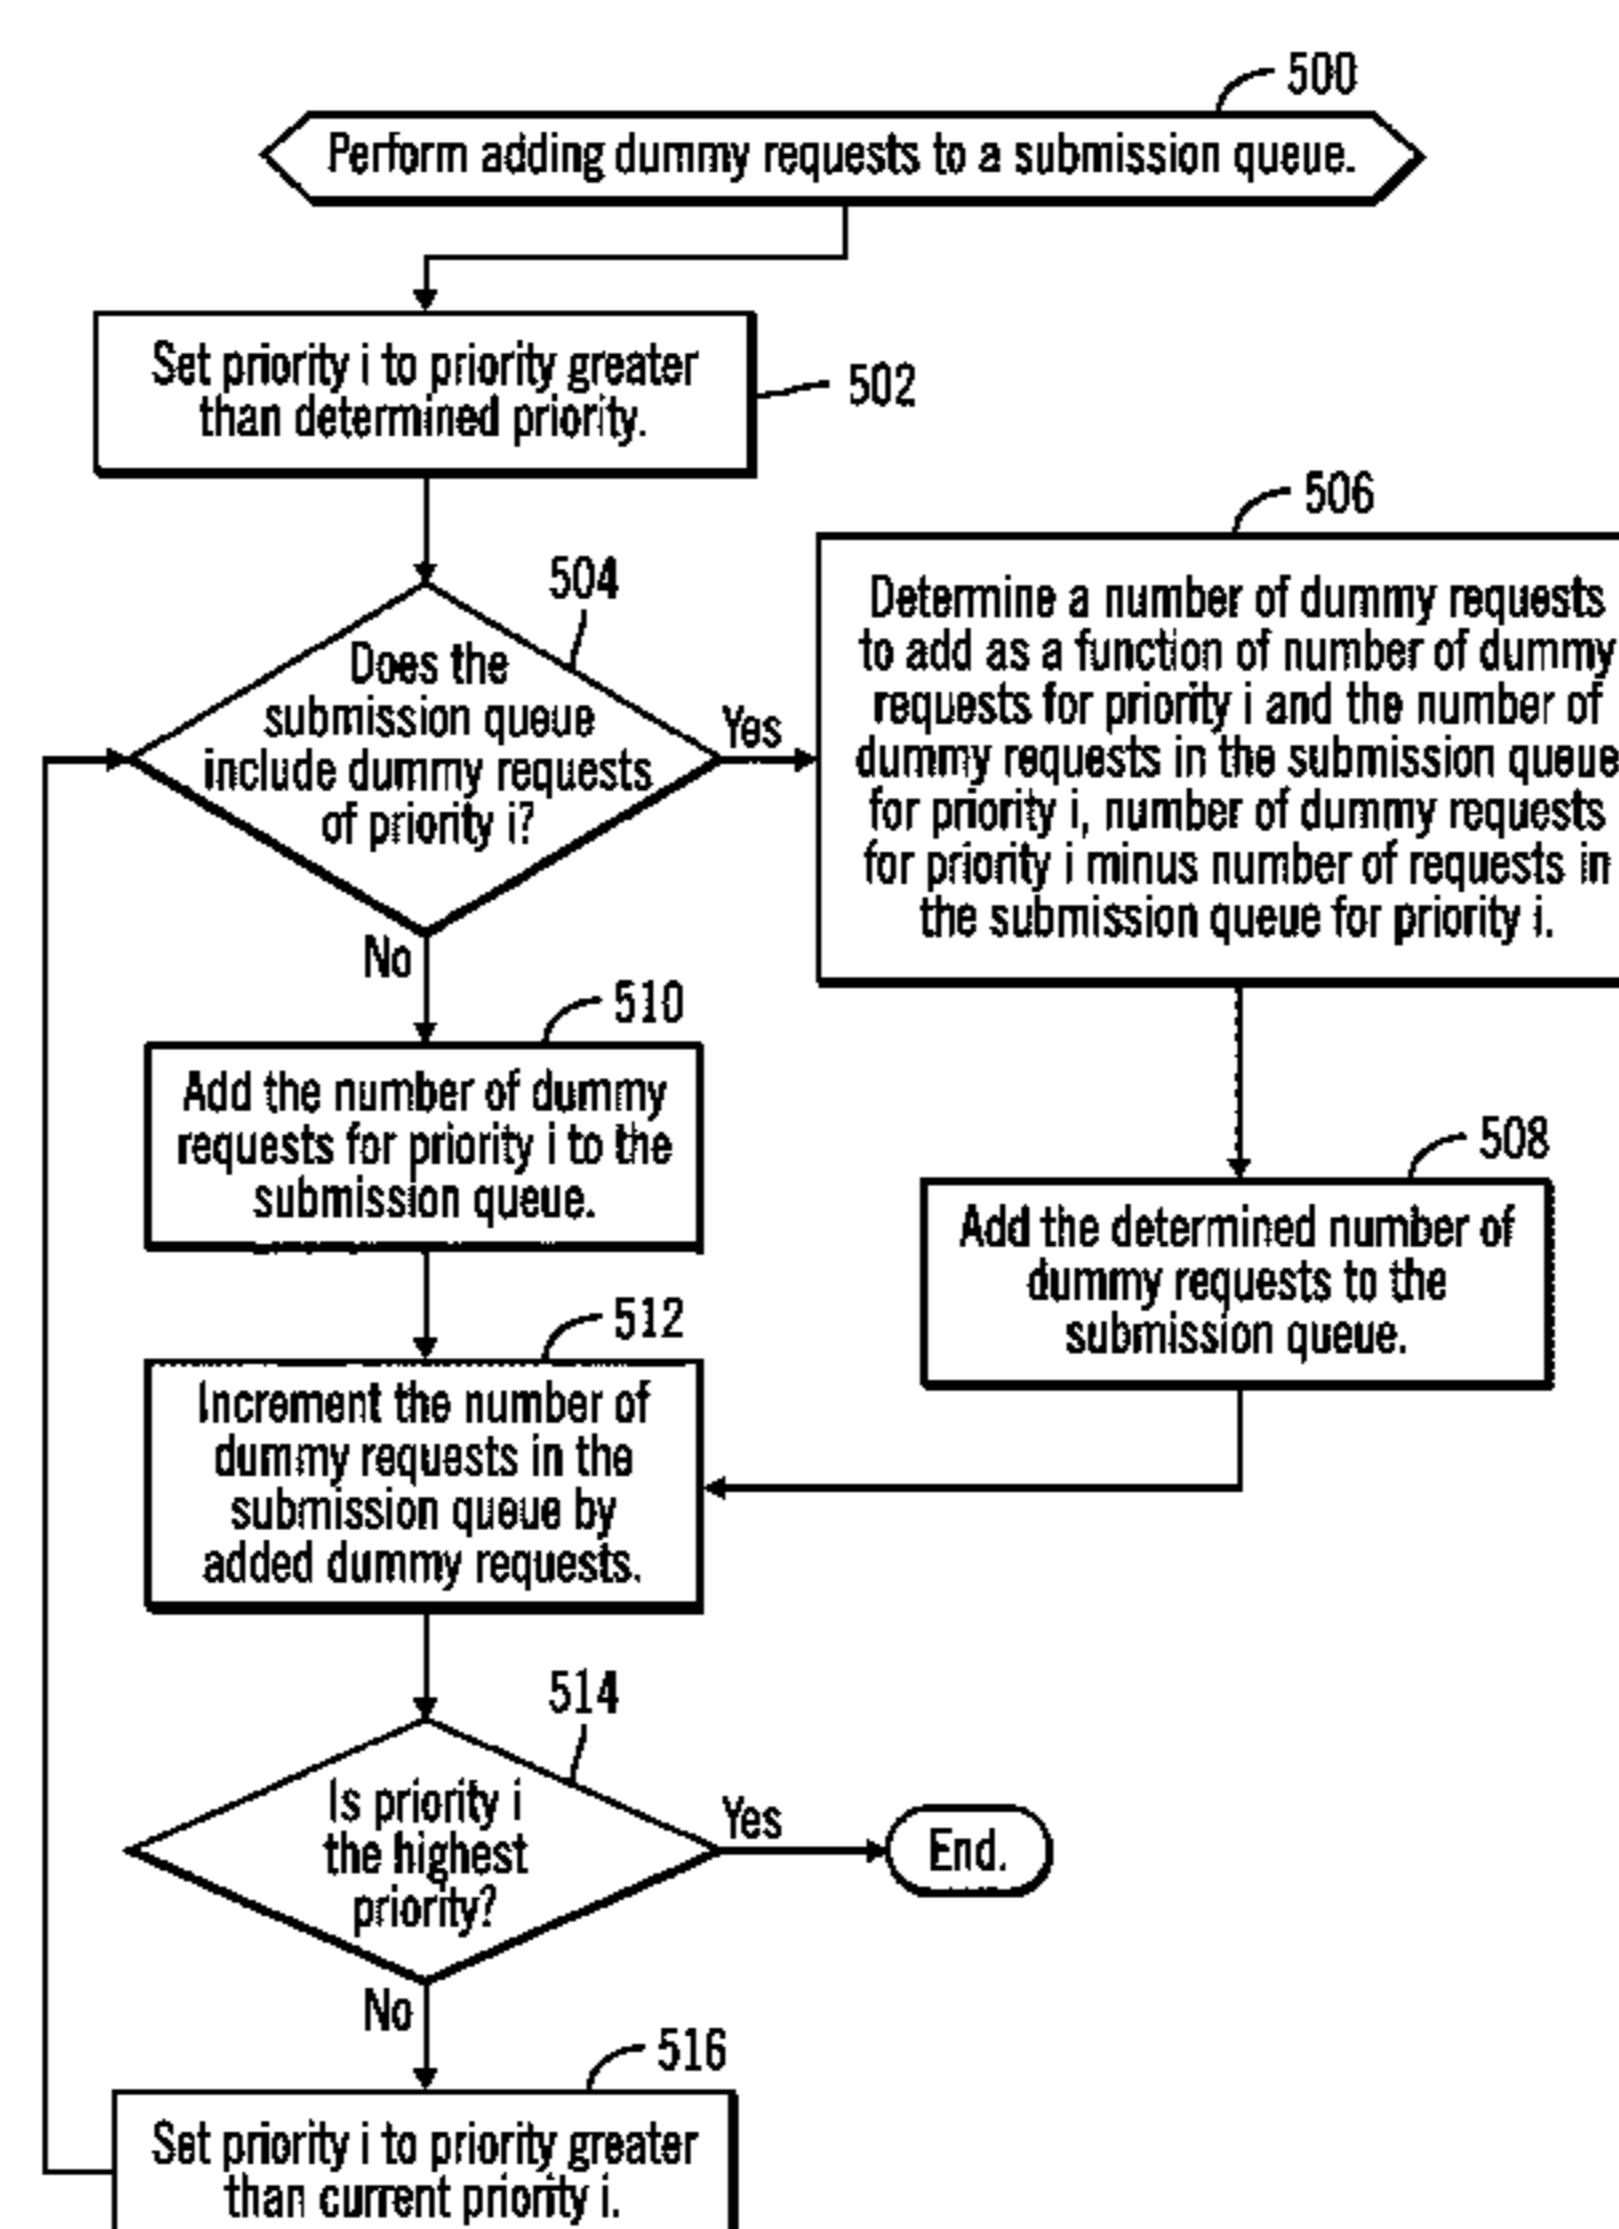 500
Perform adding dummy requests to a submission queue.
Set priority i to priority greater
than determined priority.
502
504
Does the
submission queue
include dummy requests
of priority i?
Yes
No
506
Determine a number of dummy requests
to add as a function of number of dummy
requests for priority i and the number of
dummy requests in the submission queue
for priority i, number of dummy requests
for priority i minus number of requests in
the submission queue for priority i.
510
Add the number of dummy
requests for priority i to the
submission queue.
508
Add the determined number of
dummy requests to the
submission queue.
512
Increment the number of
dummy requests in the
submission queue by
added dummy requests.
514
Is priority i
the highest
priority?
Yes
End.
No
516
Set priority i to priority greater
than current priority i.